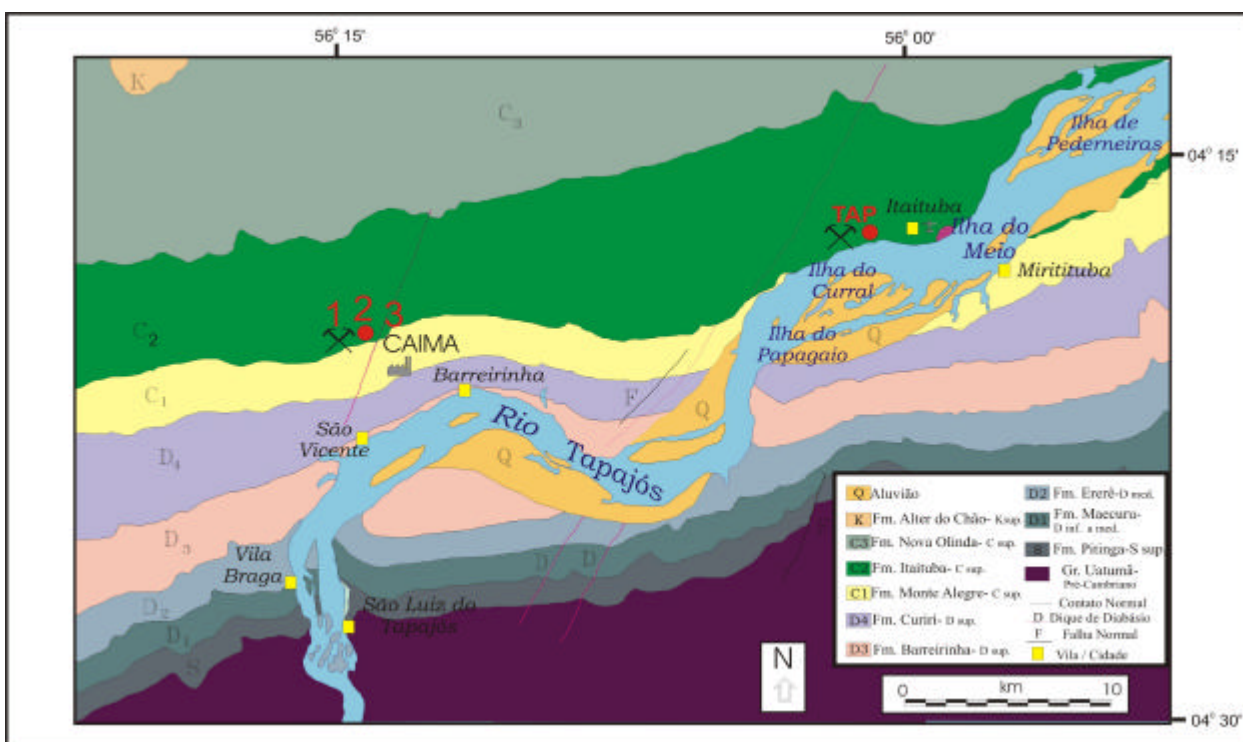 56° 15'
56° 00'
K
C3
Ilha de
Pederneiras
04° 15'
TAP
Itaituba
Ilha do
Meio
Miritituba
Ilha do
Curral
1 2 3
C2
CAIMA
Ilha do
Papagaio
Q
Barreirinha
C1
F
Q
Rio
São
Vicente
Tapajós
D4
Q
D3
Vila
Braga
D D
D2
São Luiz do
Tapajós
D1
S
Q Aluvião
K Fm. Alter do Chão- K sup.
C3 Fm. Nova Olinda- C sup.
C2 Fm. Itaituba- C sup.
C1 Fm. Monte Alegre- C sup.
D4 Fm. Curiri- D sup.
D3 Fm. Barreirinha- D sup.
D2 Fm. Ererê-D med.
D1 Fm. Maecuru-
D inf. a med.
S Fm. Pitinga-S sup
Gr. Uatumã-
Pré-Cambriano
Contato Normal
D Dique de Diabásio
F Falha Normal
Vila / Cidade
N
0 km 10
04° 30'